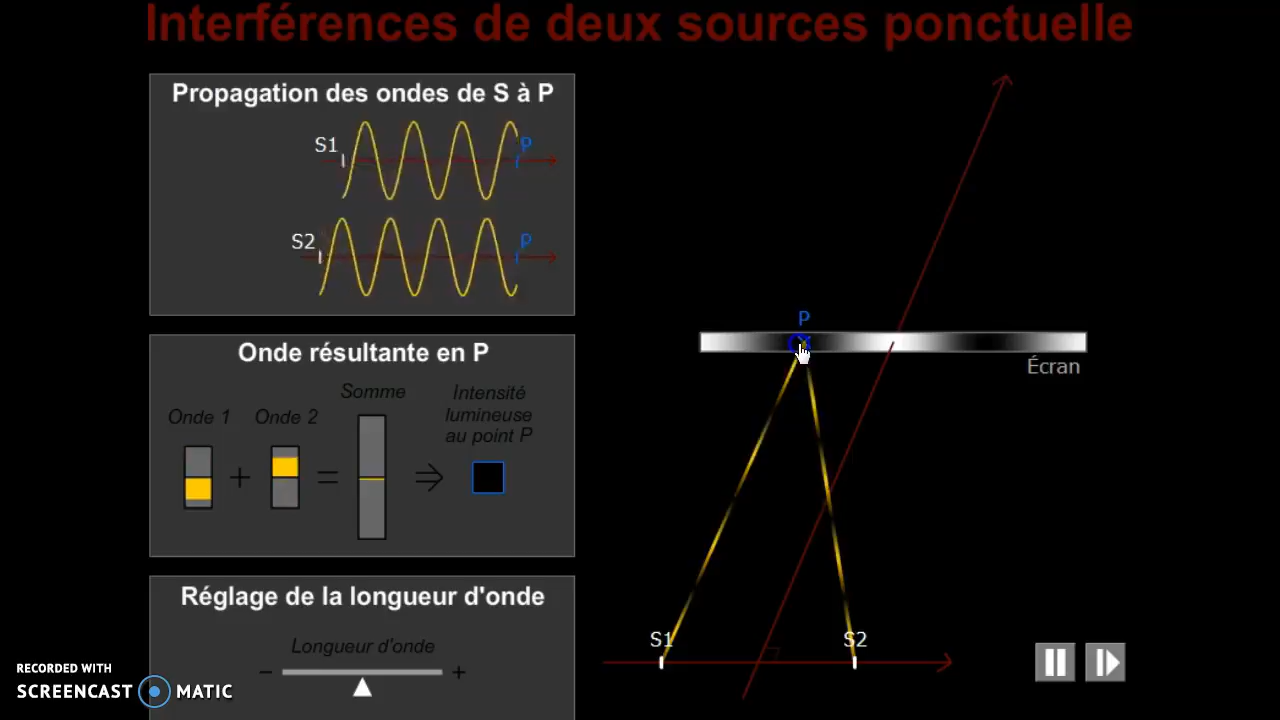 Interférences de deux sources ponctuelle
Propagation des ondes de S à P
S1
P
S2
P
Onde résultante en P
Onde 1
+
Onde 2
=
Somme
⇒
Intensité
lumineuse
au point P
Réglage de la longueur d'onde
Longueur d'onde
− +
P
Écran
S1 S2
RECORDED WITH
SCREENCAST MATIC